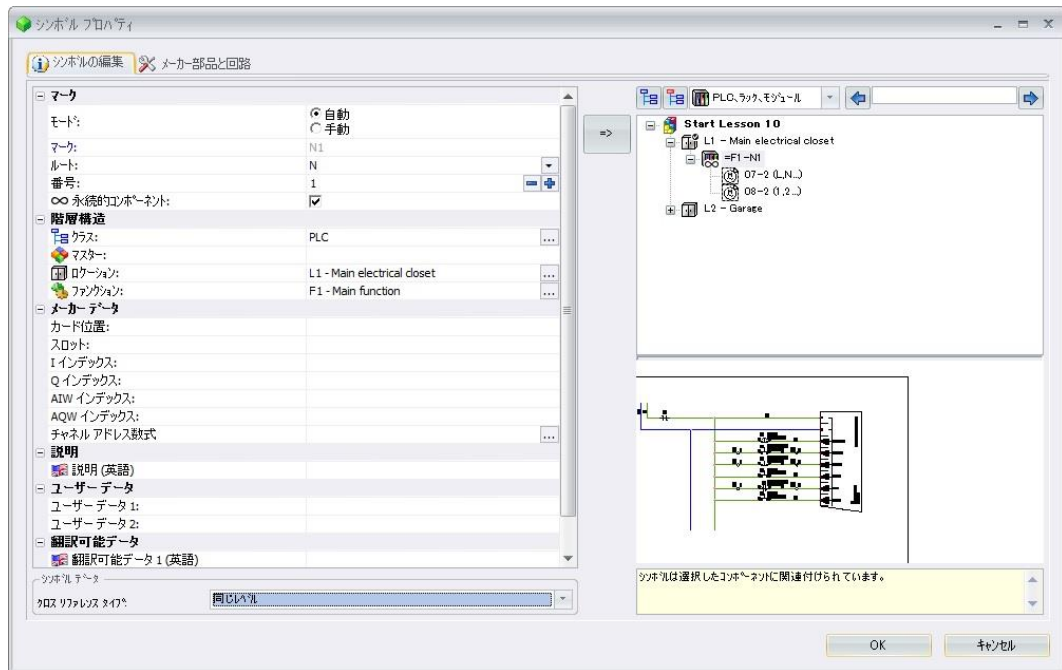 シンボル プロパティ
シンボルの編集
メーカー部品と回路
マーク
モード:
自動
手動
マーク:
N1
ルート:
N
番号:
1
永続的コンポーネント:
階層構造
クラス:
PLC
マスター:
ロケーション:
L1 - Main electrical closet
ファンクション:
F1 - Main function
メーカー データ
カード位置:
スロット:
I インデックス:
Q インデックス:
AIW インデックス:
AQW インデックス:
チャネル アドレス数式
説明
説明 (英語)
ユーザー データ
ユーザー データ 1:
ユーザー データ 2:
翻訳可能データ
翻訳可能データ 1 (英語)
シンボル データ
クロス リファレンス タイプ:
同じレベル
=>
PLC、ラック、モジュール
Start Lesson 10
L1 - Main electrical closet
=F1-N1
07-2 (L,N...)
08-2 (1,2...)
L2 - Garage
シンボルは選択したコンポーネントに関連付けられています。
OK
キャンセル